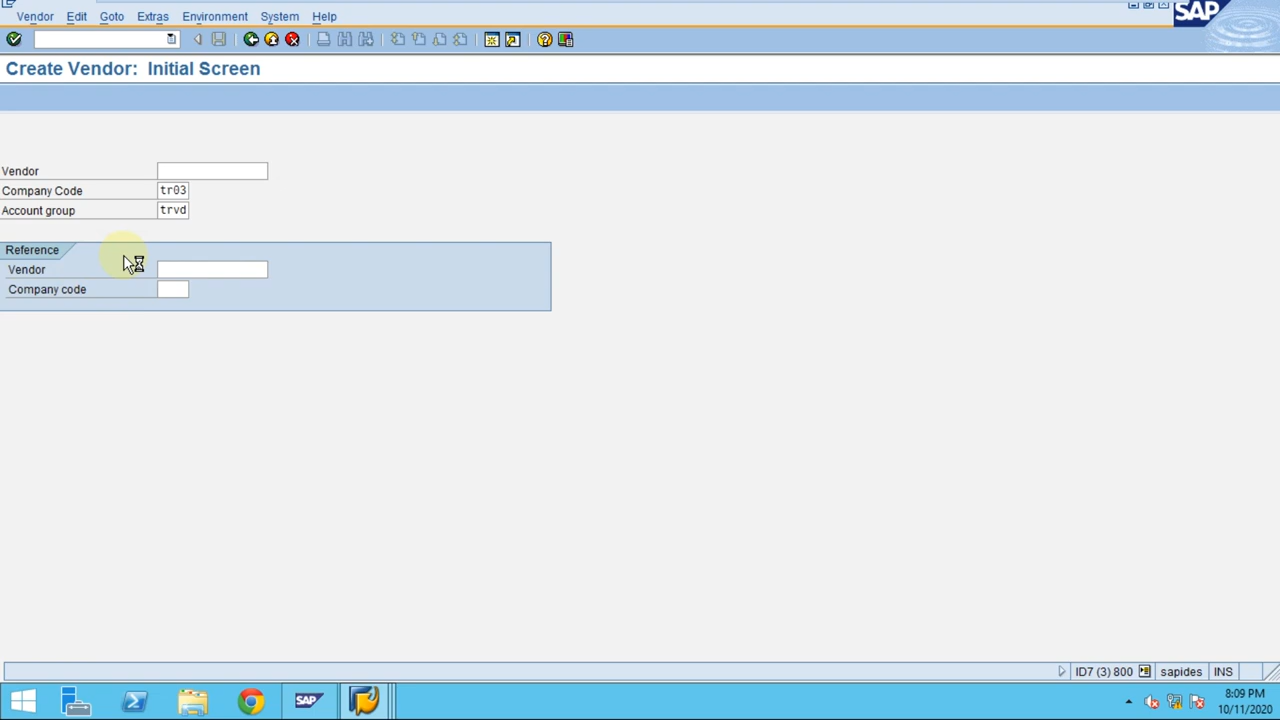 Vendor Edit Goto Extras Environment System Help
SAP
Create Vendor: Initial Screen
Vendor
Company Code tr03
Account group trvd
Reference
Vendor
Company code
ID7 (3) 800 sapides INS
SAP
8:09 PM
10/11/2020